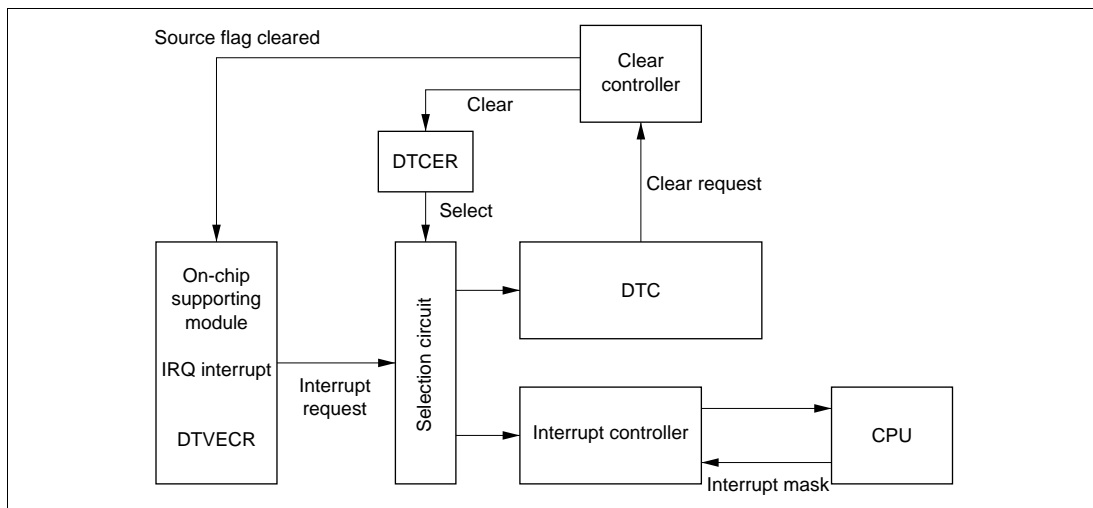 Source flag cleared
Clear
controller
Clear
DTCER
Clear request
Select
On-chip
supporting
module
IRQ interrupt
DTVECR
Interrupt
request
Selection circuit
DTC
Interrupt controller
CPU
Interrupt mask